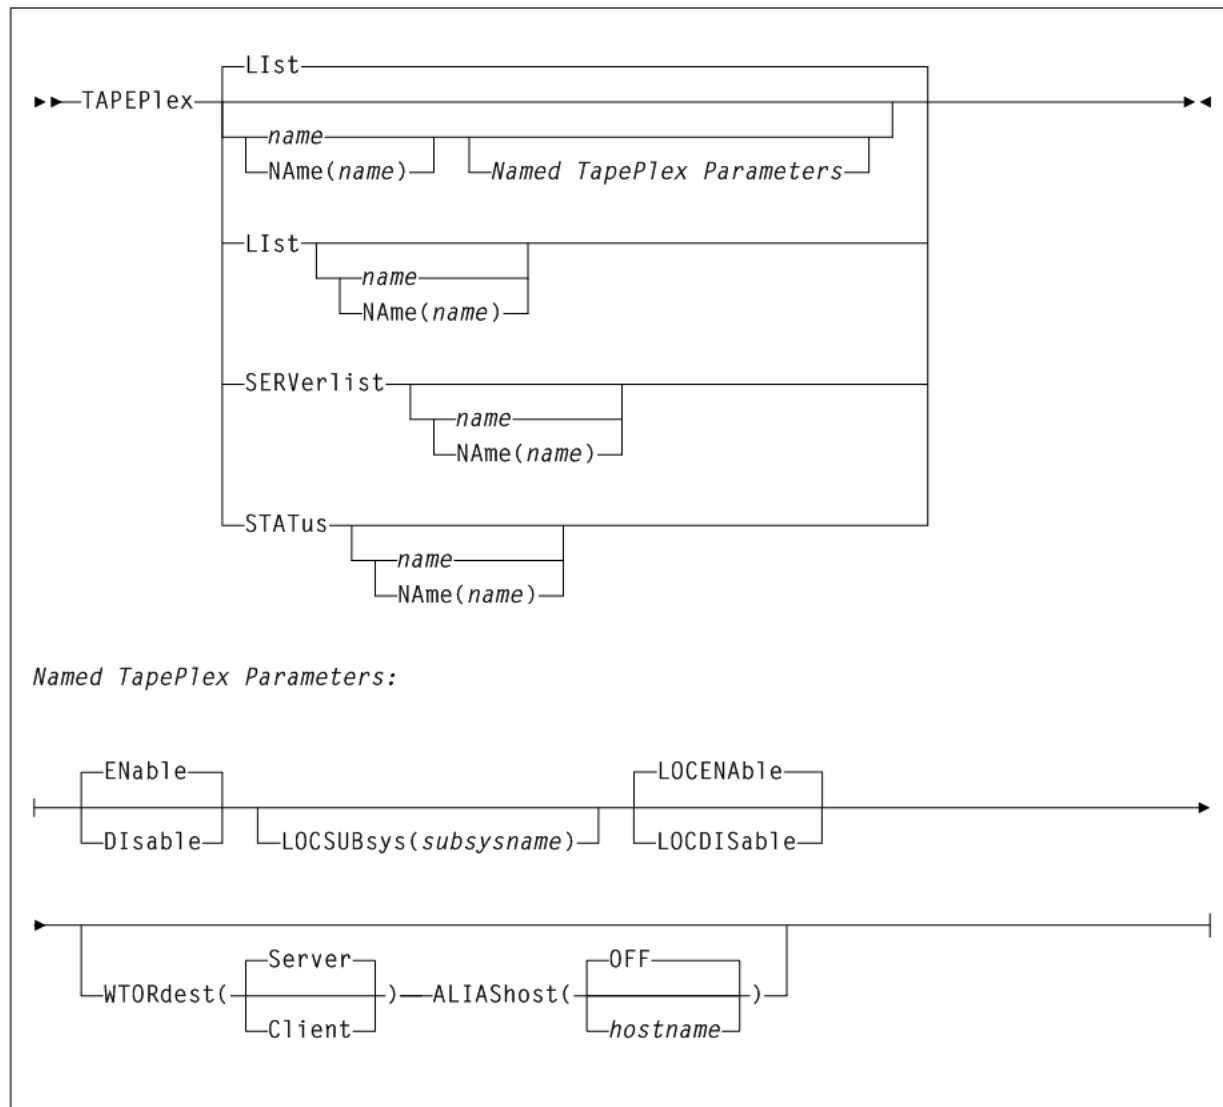 LIst
TAPEPlex
name
NAme(name)
Named TapePlex Parameters
LIst
name
NAme(name)
SERVerlist
name
NAme(name)
STATus
name
NAme(name)
Named TapePlex Parameters:
ENable
LOCENAble
DIsable
LOCSUBsys(subsysname)
LOCDISable
Server
OFF
WTORdest( )
ALIAShost( )
Client
hostname